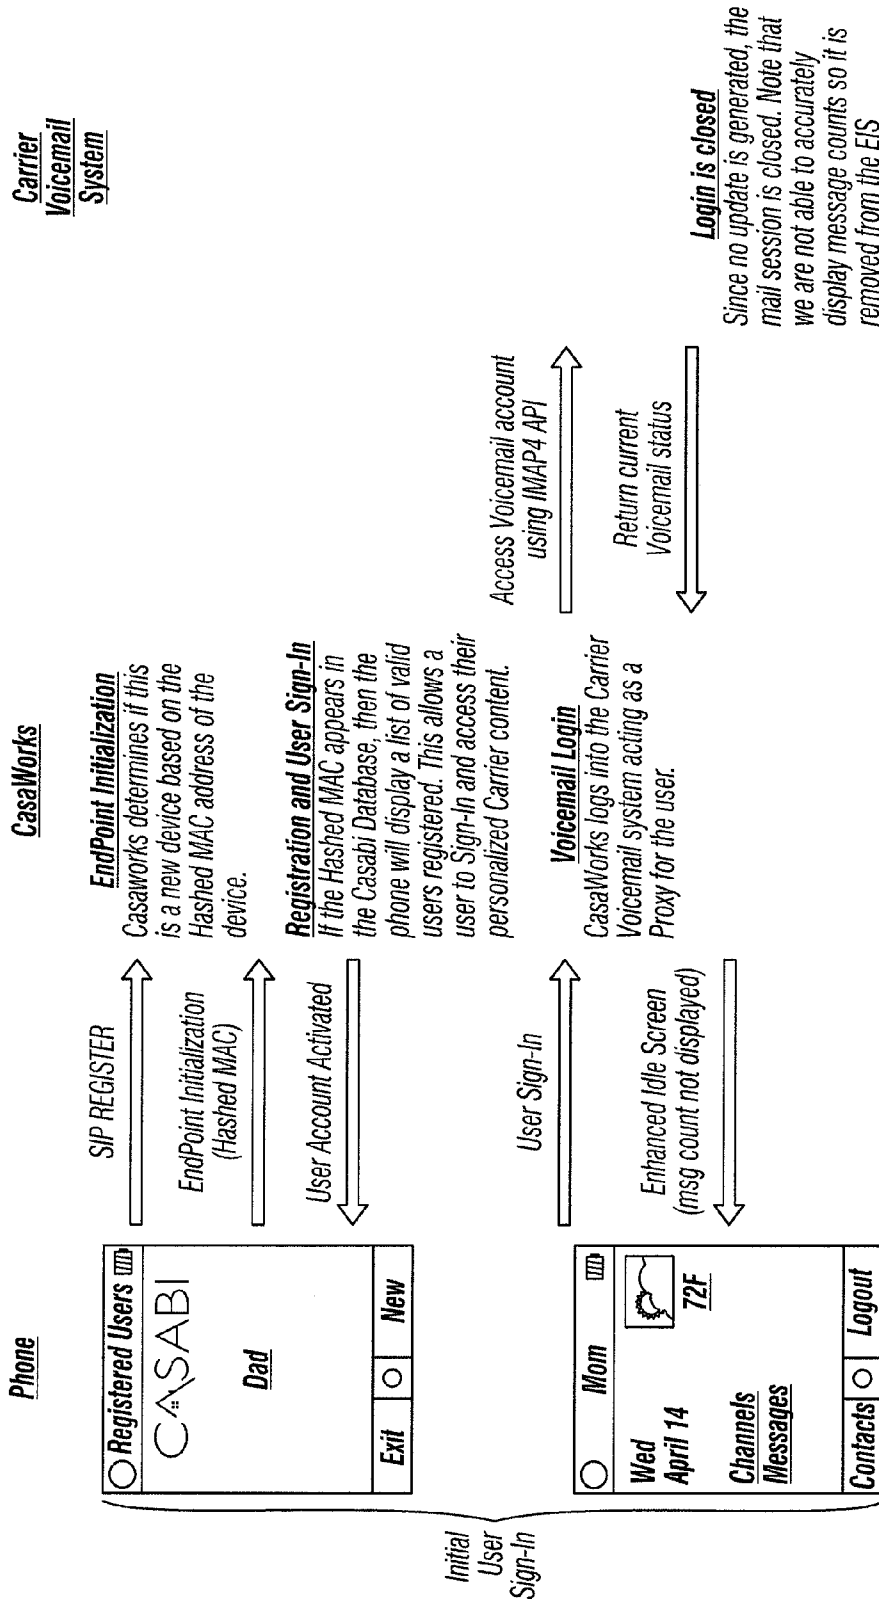 Phone
CasaWorks
Carrier
Voicemail
System
Initial
User
Sign-In
Registered Users
CASABI
Dad
Exit
New
SIP REGISTER
EndPoint Initialization
(Hashed MAC)
User Account Activated
EndPoint Initialization
Casaworks determines if this
is a new device based on the
Hashed MAC address of the
device.
Registration and User Sign-In
If the Hashed MAC appears in
the Casabi Database, then the
phone will display a list of valid
users registered. This allows a
user to Sign-In and access their
personalized Carrier content.
Mom
Wed
April 14
72F
Channels
Messages
Contacts
Logout
User Sign-In
Enhanced Idle Screen
(msg count not displayed)
Voicemail Login
CasaWorks logs into the Carrier
Voicemail system acting as a
Proxy for the user.
Access Voicemail account
using IMAP4 API
Return current
Voicemail status
Login is closed
Since no update is generated, the
mail session is closed. Note that
we are not able to accurately
display message counts so it is
removed from the EIS